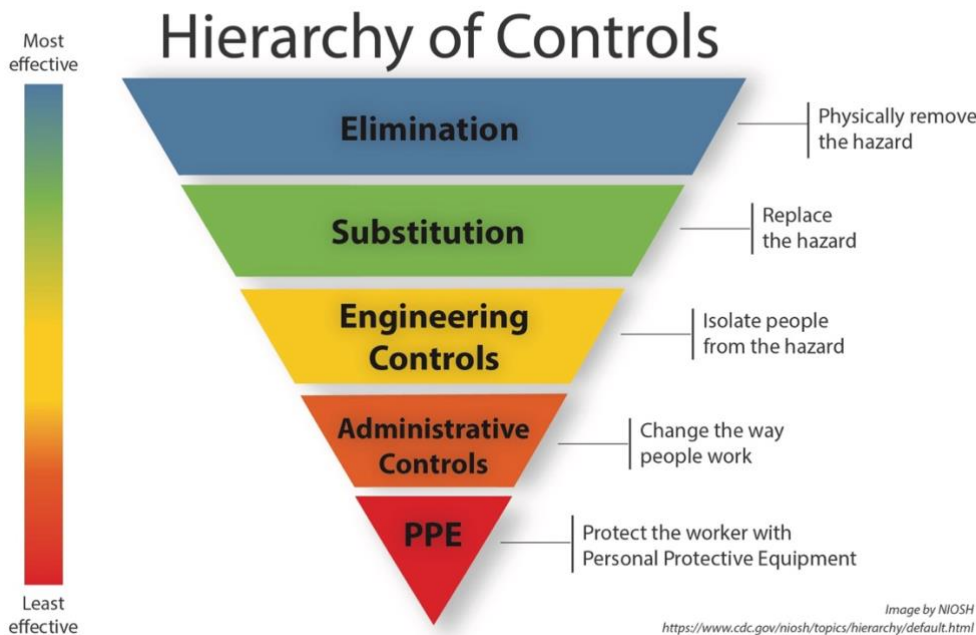 Hierarchy of Controls
Most
effective
Elimination
Physically remove
the hazard
Substitution
Replace
the hazard
Engineering
Controls
Isolate people
from the hazard
Administrative
Controls
Change the way
people work
PPE
Protect the worker with
Personal Protective Equipment
Least
effective
Image by NIOSH
https://www.cdc.gov/niosh/topics/hierarchy/default.html